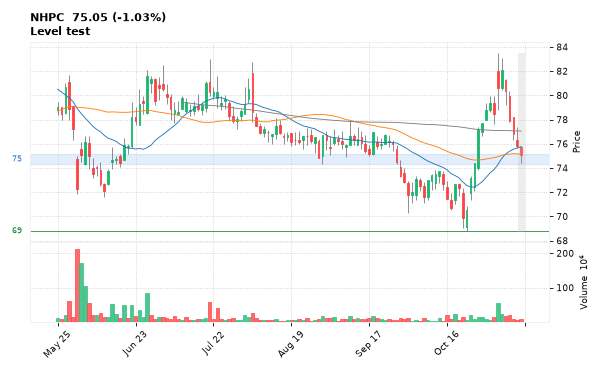 NHPC 75.05 (-1.03%)
Level test
84
82
80
78
76
75
74
72
70
69
68
Price
200
100
Volume 10⁶
May 25
Jun 23
Jul 22
Aug 19
Sep 17
Oct 16